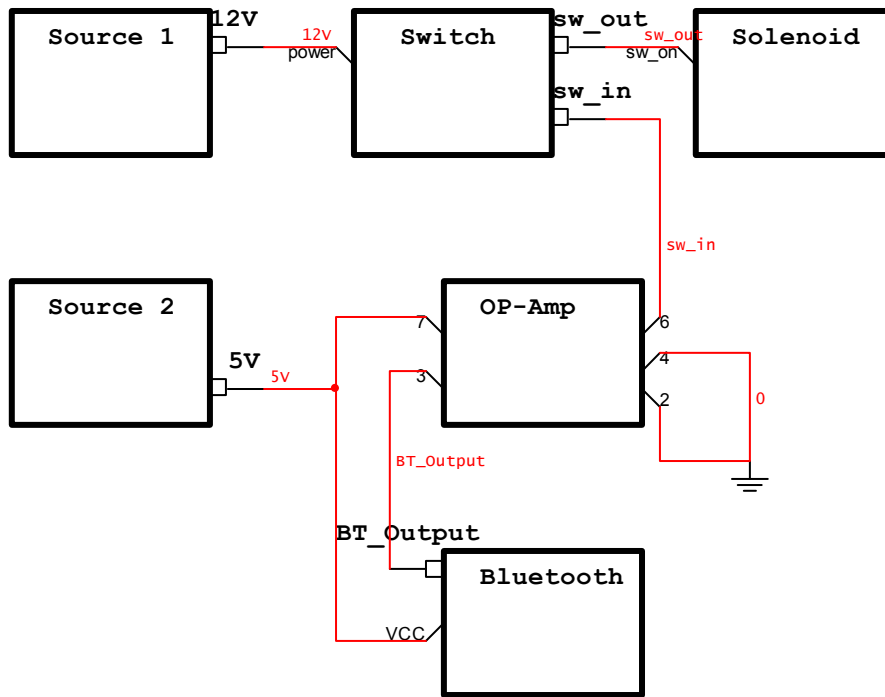 12V
sw_out
Source 1
Switch
Solenoid
12V
sw_out
power
sw_on
sw_in
sw_in
Source 2
OP-Amp
7
6
5V
4
5V
3
2
0
BT_Output
BT_Output
Bluetooth
VCC